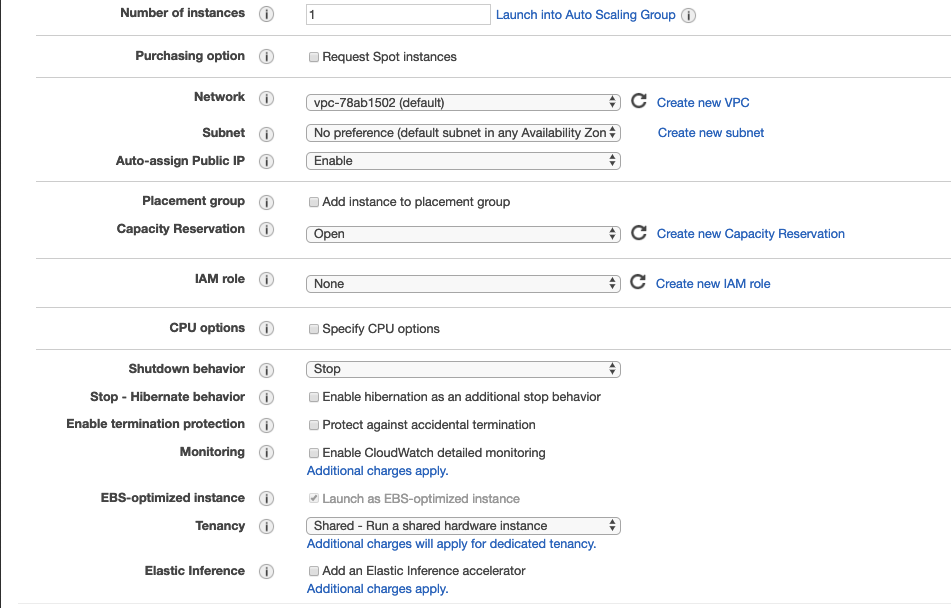 Number of instances i 1 Launch into Auto Scaling Group i
Purchasing option i Request Spot instances
Network i vpc-78ab1502 (default) Create new VPC
Subnet i No preference (default subnet in any Availability Zon Create new subnet
Auto-assign Public IP i Enable
Placement group i Add instance to placement group
Capacity Reservation i Open Create new Capacity Reservation
IAM role i None Create new IAM role
CPU options i Specify CPU options
Shutdown behavior i Stop
Stop - Hibernate behavior i Enable hibernation as an additional stop behavior
Enable termination protection i Protect against accidental termination
Monitoring i Enable CloudWatch detailed monitoring
Additional charges apply.
EBS-optimized instance i Launch as EBS-optimized instance
Tenancy i Shared - Run a shared hardware instance
Additional charges will apply for dedicated tenancy.
Elastic Inference i Add an Elastic Inference accelerator
Additional charges apply.